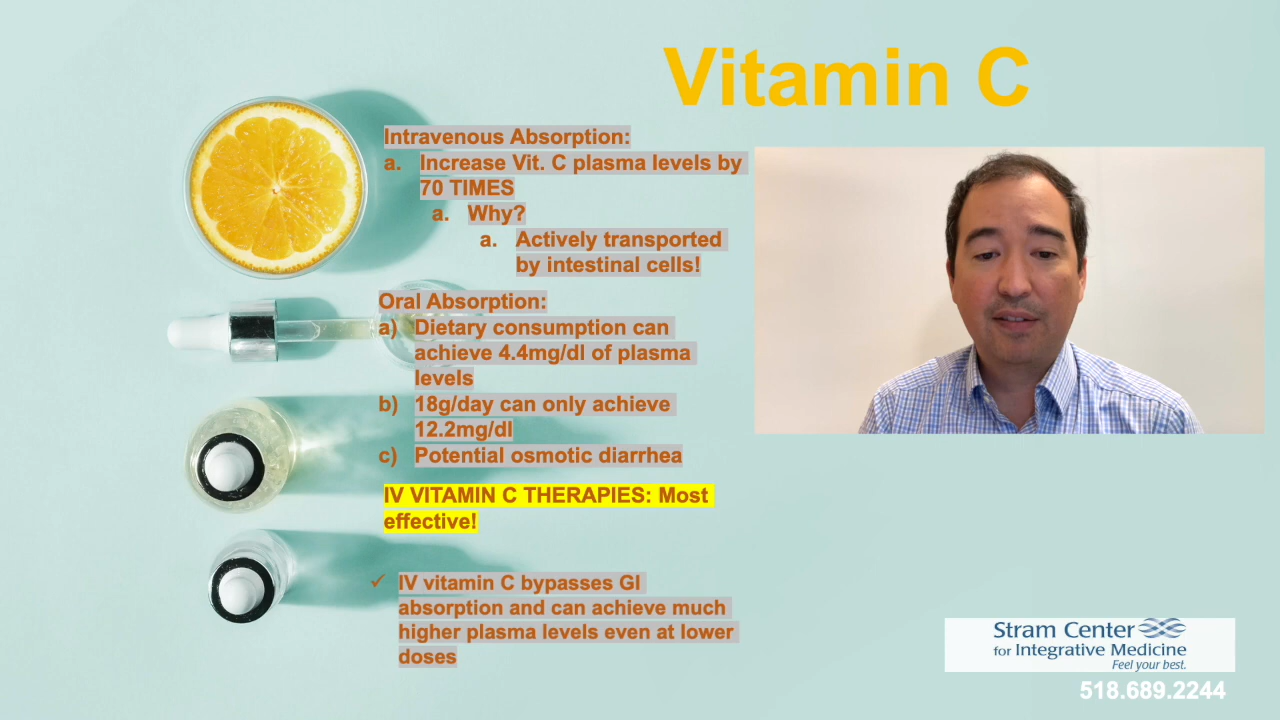 Vitamin C
Intravenous Absorption:
a. Increase Vit. C plasma levels by
70 TIMES
a. Why?
a. Actively transported
by intestinal cells!
Oral Absorption:
a) Dietary consumption can
achieve 4.4mg/dl of plasma
levels
b) 18g/day can only achieve
12.2mg/dl
c) Potential osmotic diarrhea
IV VITAMIN C THERAPIES: Most
effective!
✓ IV vitamin C bypasses GI
absorption and can achieve much
higher plasma levels even at lower
doses
Stram Center
for Integrative Medicine
Feel your best.
518.689.2244